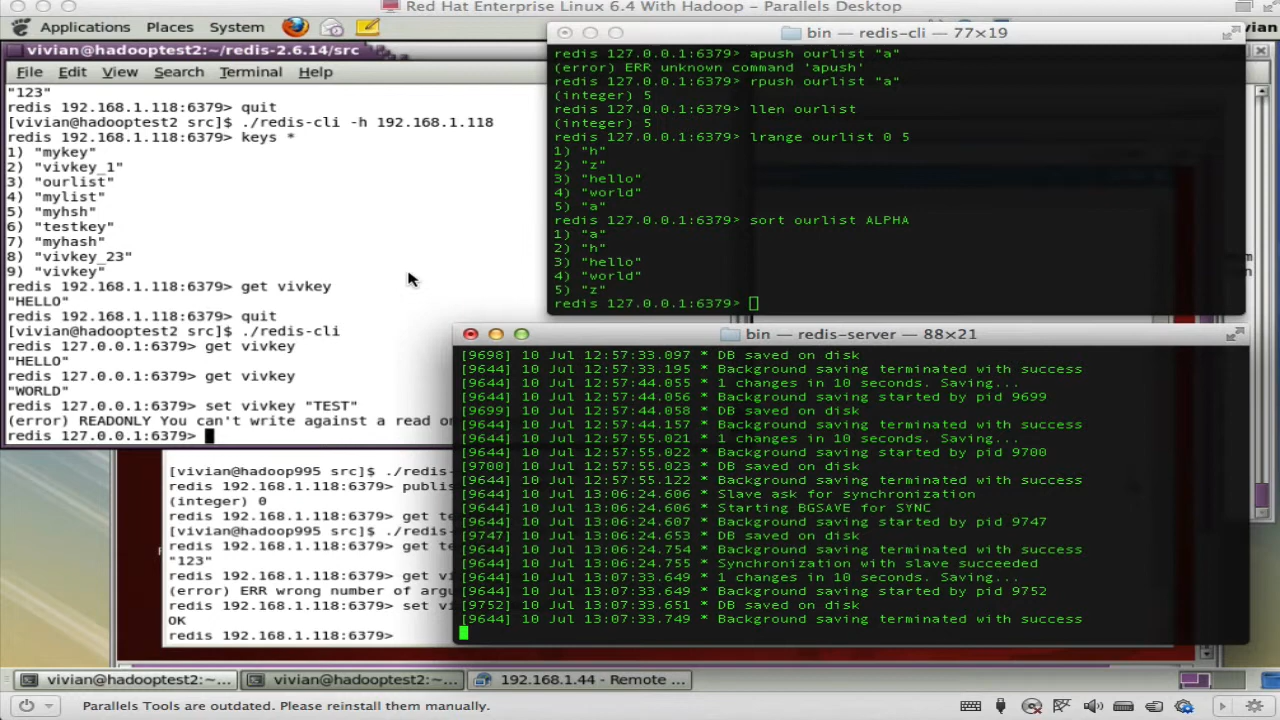 Red Hat Enterprise Linux 6.4 With Hadoop - Parallels Desktop
Applications Places System
vivian@hadooptest2:~/redis-2.6.14/src
File Edit View Search Terminal Help
"123"
redis 192.168.1.118:6379> quit
[vivian@hadooptest2 src]$ ./redis-cli -h 192.168.1.118
redis 192.168.1.118:6379> keys *
1) "mykey"
2) "vivkey_1"
3) "ourlist"
4) "mylist"
5) "myhsh"
6) "testkey"
7) "myhash"
8) "vivkey_23"
9) "vivkey"
redis 192.168.1.118:6379> get vivkey
"HELLO"
redis 192.168.1.118:6379> quit
[vivian@hadooptest2 src]$ ./redis-cli
redis 127.0.0.1:6379> get vivkey
"HELLO"
redis 127.0.0.1:6379> get vivkey
"WORLD"
redis 127.0.0.1:6379> set vivkey "TEST"
(error) READONLY You can't write against a read on
redis 127.0.0.1:6379>
bin — redis-cli — 77×19
redis 127.0.0.1:6379> apush ourlist "a"
(error) ERR unknown command 'apush'
redis 127.0.0.1:6379> rpush ourlist "a"
(integer) 5
redis 127.0.0.1:6379> llen ourlist
(integer) 5
redis 127.0.0.1:6379> lrange ourlist 0 5
1) "h"
2) "z"
3) "hello"
4) "world"
5) "a"
redis 127.0.0.1:6379> sort ourlist ALPHA
1) "a"
2) "h"
3) "hello"
4) "world"
5) "z"
redis 127.0.0.1:6379>
bin — redis-server — 88×21
[9698] 10 Jul 12:57:33.097 * DB saved on disk
[9644] 10 Jul 12:57:33.195 * Background saving terminated with success
[9644] 10 Jul 12:57:44.055 * 1 changes in 10 seconds. Saving...
[9644] 10 Jul 12:57:44.056 * Background saving started by pid 9699
[9699] 10 Jul 12:57:44.058 * DB saved on disk
[9644] 10 Jul 12:57:44.157 * Background saving terminated with success
[9644] 10 Jul 12:57:55.021 * 1 changes in 10 seconds. Saving...
[9644] 10 Jul 12:57:55.022 * Background saving started by pid 9700
[9700] 10 Jul 12:57:55.023 * DB saved on disk
[9644] 10 Jul 12:57:55.122 * Background saving terminated with success
[9644] 10 Jul 13:06:24.606 * Slave ask for synchronization
[9644] 10 Jul 13:06:24.606 * Starting BGSAVE for SYNC
[9644] 10 Jul 13:06:24.607 * Background saving started by pid 9747
[9747] 10 Jul 13:06:24.653 * DB saved on disk
[9644] 10 Jul 13:06:24.754 * Background saving terminated with success
[9644] 10 Jul 13:06:24.755 * Synchronization with slave succeeded
[9644] 10 Jul 13:07:33.649 * 1 changes in 10 seconds. Saving...
[9644] 10 Jul 13:07:33.649 * Background saving started by pid 9752
[9752] 10 Jul 13:07:33.651 * DB saved on disk
[9644] 10 Jul 13:07:33.749 * Background saving terminated with success
[vivian@hadoop995 src]$ ./redis-
redis 192.168.1.118:6379> publis
(integer) 0
redis 192.168.1.118:6379> get te
[vivian@hadoop995 src]$ ./redis-
redis 192.168.1.118:6379> get te
"123"
redis 192.168.1.118:6379> get vi
(error) ERR wrong number of argu
redis 192.168.1.118:6379> set vi
OK
redis 192.168.1.118:6379>
vivian@hadooptest2:~... vivian@hadooptest2:~/... 192.168.1.44 - Remote ...
Parallels Tools are outdated. Please reinstall them manually.